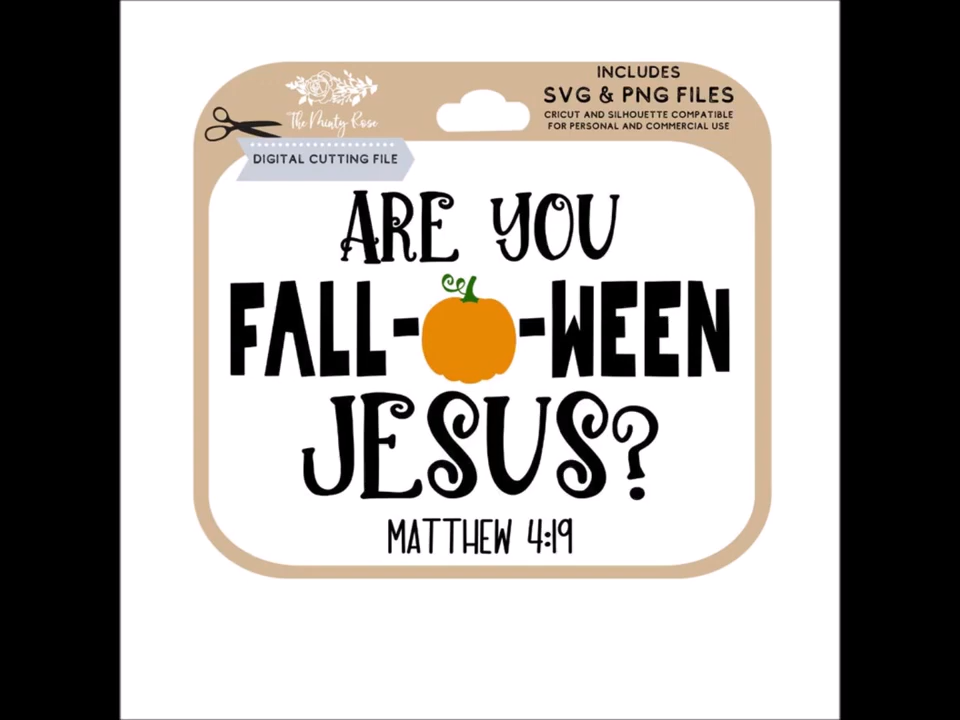 INCLUDES
SVG & PNG FILES
CRICUT AND SILHOUETTE COMPATIBLE
FOR PERSONAL AND COMMERCIAL USE
The Painty Rose
DIGITAL CUTTING FILE
ARE YOU
FALL-O-WEEN
JESUS?
MATTHEW 4:19